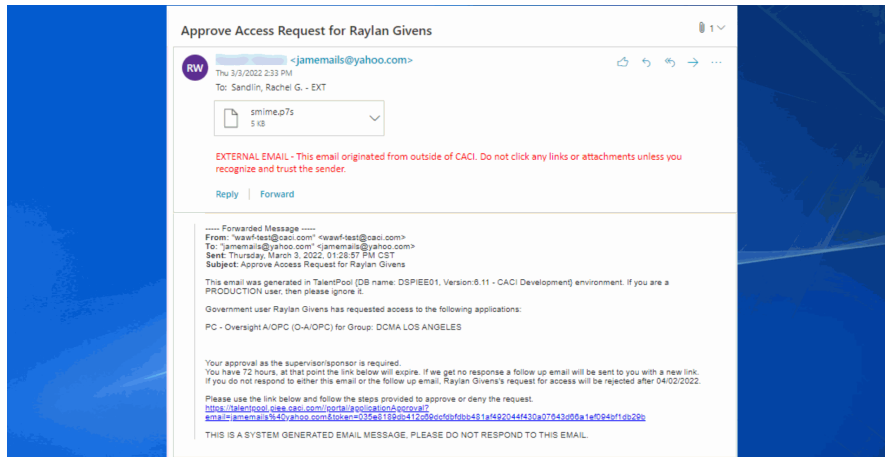 Approve Access Request for Raylan Givens
1
RW
<jamemails@yahoo.com>
Thu 3/3/2022 2:33 PM
To: Sandlin, Rachel G. - EXT
smime.p7s
5 KB
EXTERNAL EMAIL - This email originated from outside of CACI. Do not click any links or attachments unless you
recognize and trust the sender.
Reply | Forward
----- Forwarded Message -----
From: "wawf-test@caci.com" <wawf-test@caci.com>
To: "jamemails@yahoo.com" <jamemails@yahoo.com>
Sent: Thursday, March 3, 2022, 01:28:57 PM CST
Subject: Approve Access Request for Raylan Givens
This email was generated in TalentPool {DB name: DSPIEE01, Version:6.11 - CACI Development} environment. If you are a
PRODUCTION user, then please ignore it.
Government user Raylan Givens has requested access to the following applications:
PC - Oversight A/OPC (O-A/OPC) for Group: DCMA LOS ANGELES
Your approval as the supervisor/sponsor is required.
You have 72 hours, at that point the link below will expire. If we get no response a follow up email will be sent to you with a new link.
If you do not respond to either this email or the follow up email, Raylan Givens's request for access will be rejected after 04/02/2022.
Please use the link below and follow the steps provided to approve or deny the request.
https://talentpool.piee.caci.com//portal/applicationApproval?
email=jamemails%40yahoo.com&token=035e8189db412c69dcfdbfdbb481af492044f430a07643d66a1ef094bf1db29b
THIS IS A SYSTEM GENERATED EMAIL MESSAGE, PLEASE DO NOT RESPOND TO THIS EMAIL.